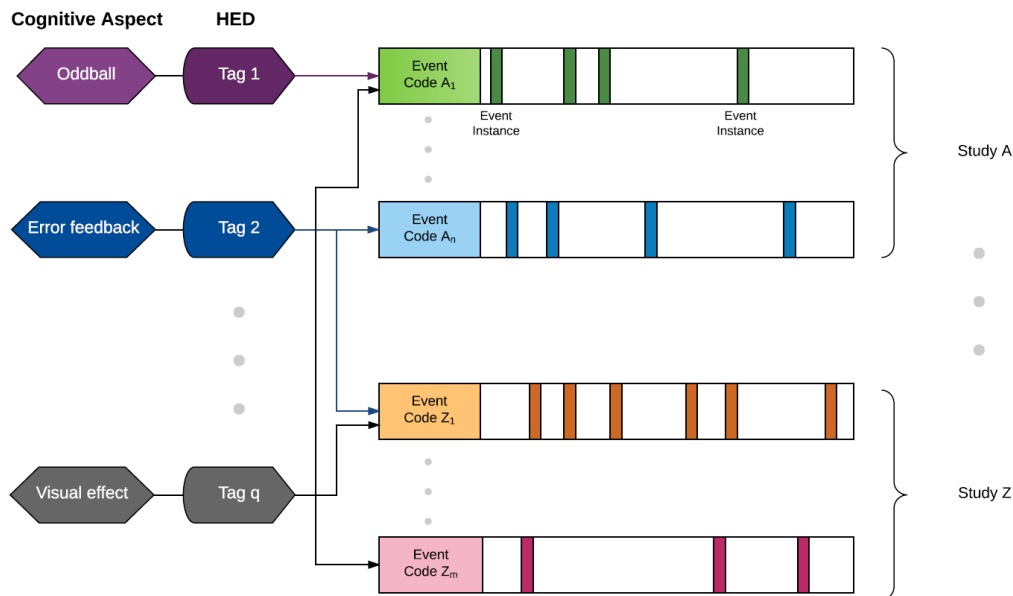 Cognitive Aspect
HED
Oddball
Tag 1
Event
Code A₁
Event
Instance
Event
Instance
Study A
Error feedback
Tag 2
Event
Code Aₙ
Event
Code Z₁
Visual effect
Tag q
Study Z
Event
Code Zₘ